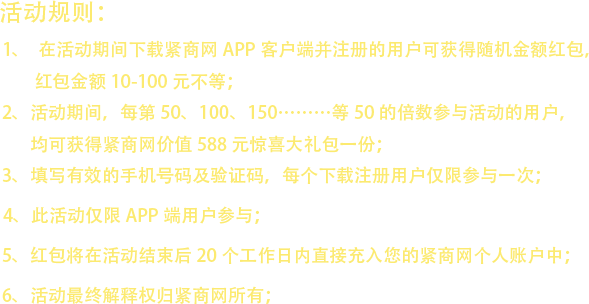 活动规则：
1、 在活动期间下载紧商网 APP 客户端并注册的用户可获得随机金额红包，
红包金额 10-100 元不等；
2、活动期间，每第 50、100、150………等 50 的倍数参与活动的用户，
均可获得紧商网价值 588 元惊喜大礼包一份；
3、填写有效的手机号码及验证码，每个下载注册用户仅限参与一次；
4、此活动仅限 APP 端用户参与；
5、红包将在活动结束后 20 个工作日内直接充入您的紧商网个人账户中；
6、活动最终解释权归紧商网所有；